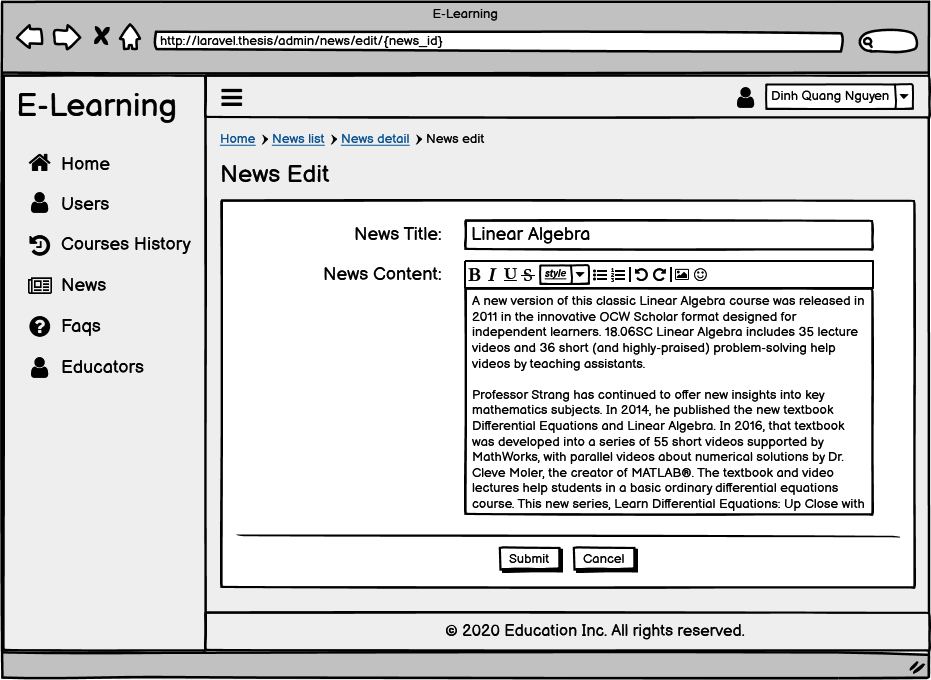 E-Learning
http://laravel.thesis/admin/news/edit/{news_id}
E-Learning
Home
Users
Courses History
News
Faqs
Educators
Dinh Quang Nguyen
Home News list News detail News edit
News Edit
News Title: Linear Algebra
News Content: B I U S style
A new version of this classic Linear Algebra course was released in
2011 in the innovative OCW Scholar format designed for
independent learners. 18.06SC Linear Algebra includes 35 lecture
videos and 36 short (and highly-praised) problem-solving help
videos by teaching assistants.
Professor Strang has continued to offer new insights into key
mathematics subjects. In 2014, he published the new textbook
Differential Equations and Linear Algebra. In 2016, that textbook
was developed into a series of 55 short videos supported by
MathWorks, with parallel videos about numerical solutions by Dr.
Cleve Moler, the creator of MATLAB®. The textbook and video
lectures help students in a basic ordinary differential equations
course. This new series, Learn Differential Equations: Up Close with
Submit Cancel
© 2020 Education Inc. All rights reserved.